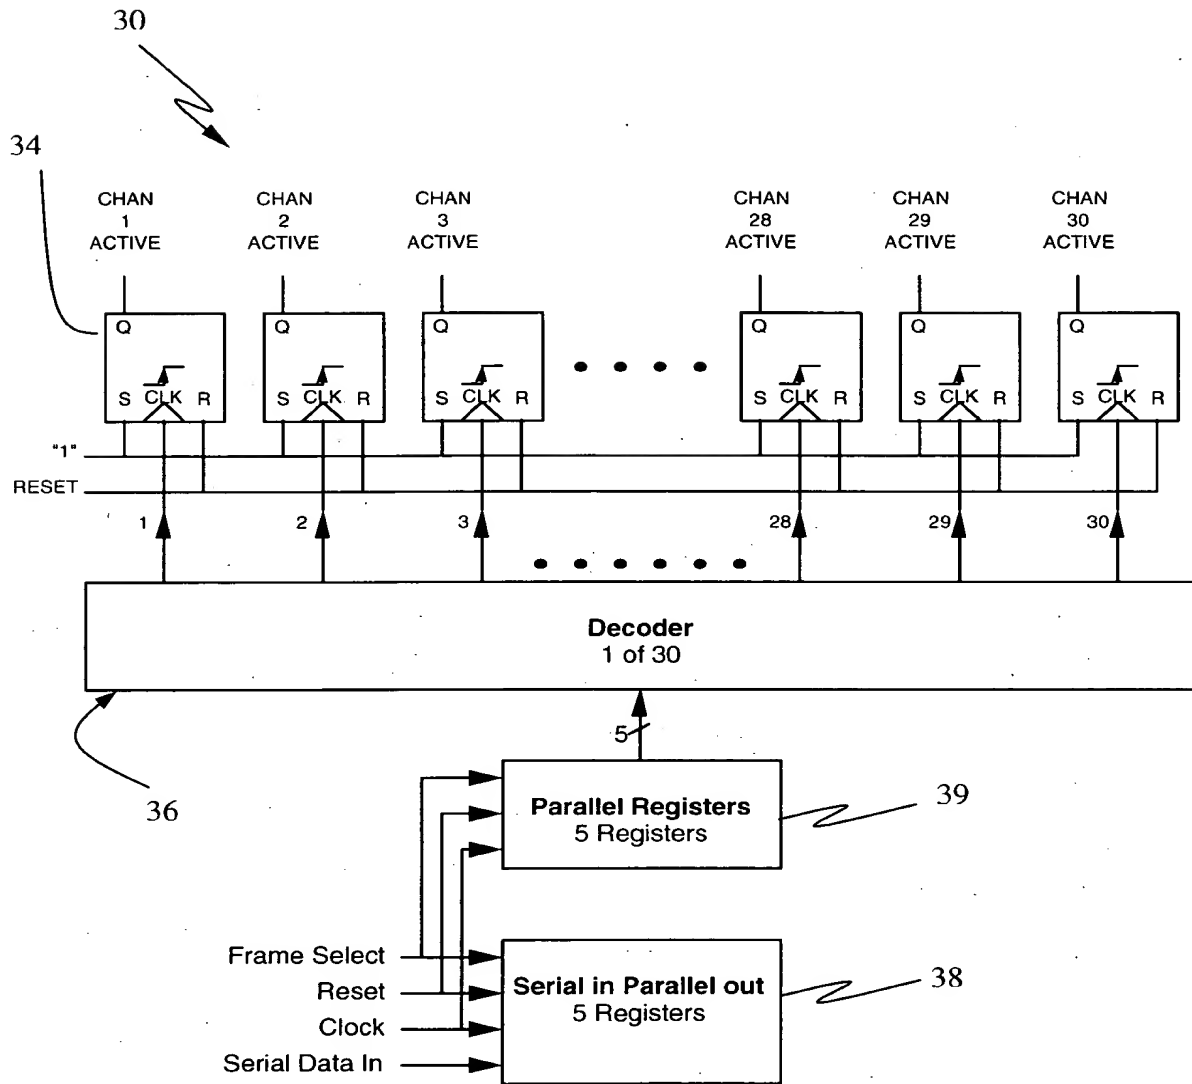 30
34
CHAN CHAN CHAN CHAN CHAN CHAN
1 2 3 28 29 30
ACTIVE ACTIVE ACTIVE ACTIVE ACTIVE ACTIVE
Q Q Q Q Q Q
S CLK R S CLK R S CLK R S CLK R S CLK R S CLK R
"1"
RESET
1 2 3 28 29 30
Decoder
1 of 30
5
36
Parallel Registers
5 Registers
39
Frame Select
Reset
Clock
Serial Data In
Serial in Parallel out
5 Registers
38